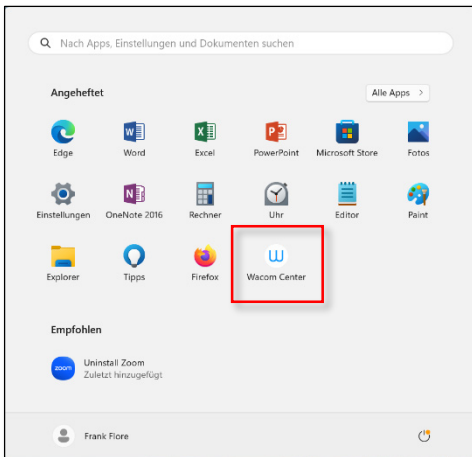 Nach Apps, Einstellungen und Dokumenten suchen
Angeheftet
Alle Apps
Edge
Word
Excel
PowerPoint
Microsoft Store
Fotos
Einstellungen
OneNote 2016
Rechner
Uhr
Editor
Paint
Explorer
Tipps
Firefox
Wacom Center
Empfohlen
zoom
Uninstall Zoom
Zuletzt hinzugefügt
Frank Flore